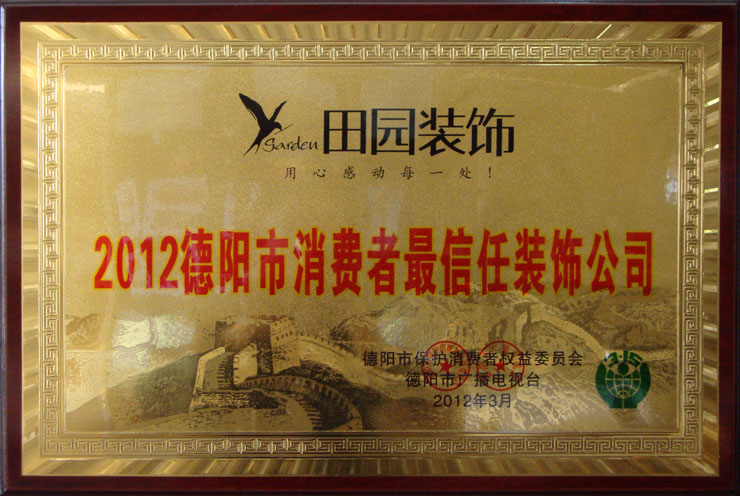 garden 田园装饰
用心感动每一处!
2012德阳市消费者最信任装饰公司
德阳市保护消费者权益委员会
德阳市广播电视台
2012年3月